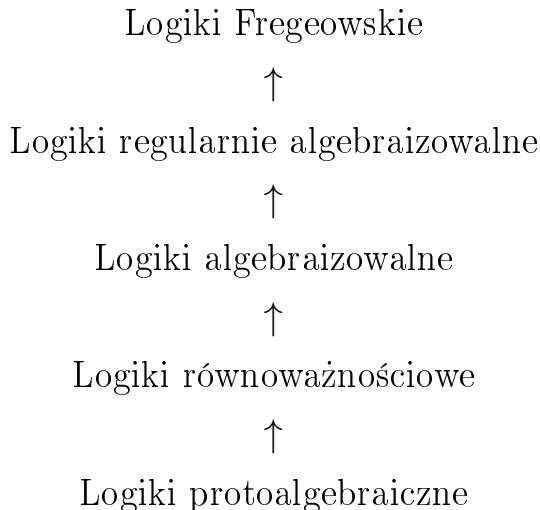 Logiki Fregeowskie
↑
Logiki regularnie algebraizowalne
↑
Logiki algebraizowalne
↑
Logiki równoważnościowe
↑
Logiki protoalgebraiczne